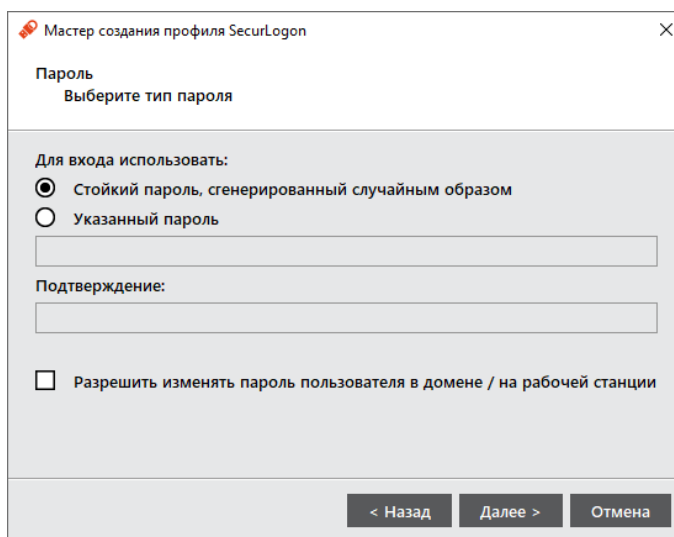 Мастер создания профиля SecurLogon
Пароль
Выберите тип пароля
Для входа использовать:
Стойкий пароль, сгенерированный случайным образом
Указанный пароль
Подтверждение:
Разрешить изменять пароль пользователя в домене / на рабочей станции
< Назад
Далее >
Отмена